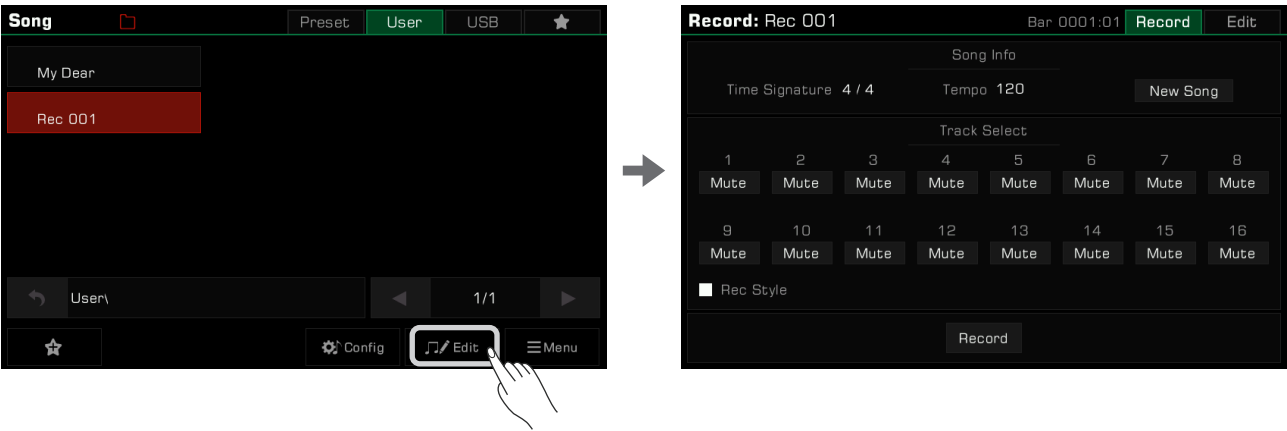 Song Preset User USB
My Dear
Rec 001
User\ 1/1
Config Edit Menu
Record: Rec 001 Bar 0001:01 Record Edit
Song Info
Time Signature 4 / 4 Tempo 120 New Song
Track Select
1 2 3 4 5 6 7 8
Mute Mute Mute Mute Mute Mute Mute Mute
9 10 11 12 13 14 15 16
Mute Mute Mute Mute Mute Mute Mute Mute
Rec Style
Record